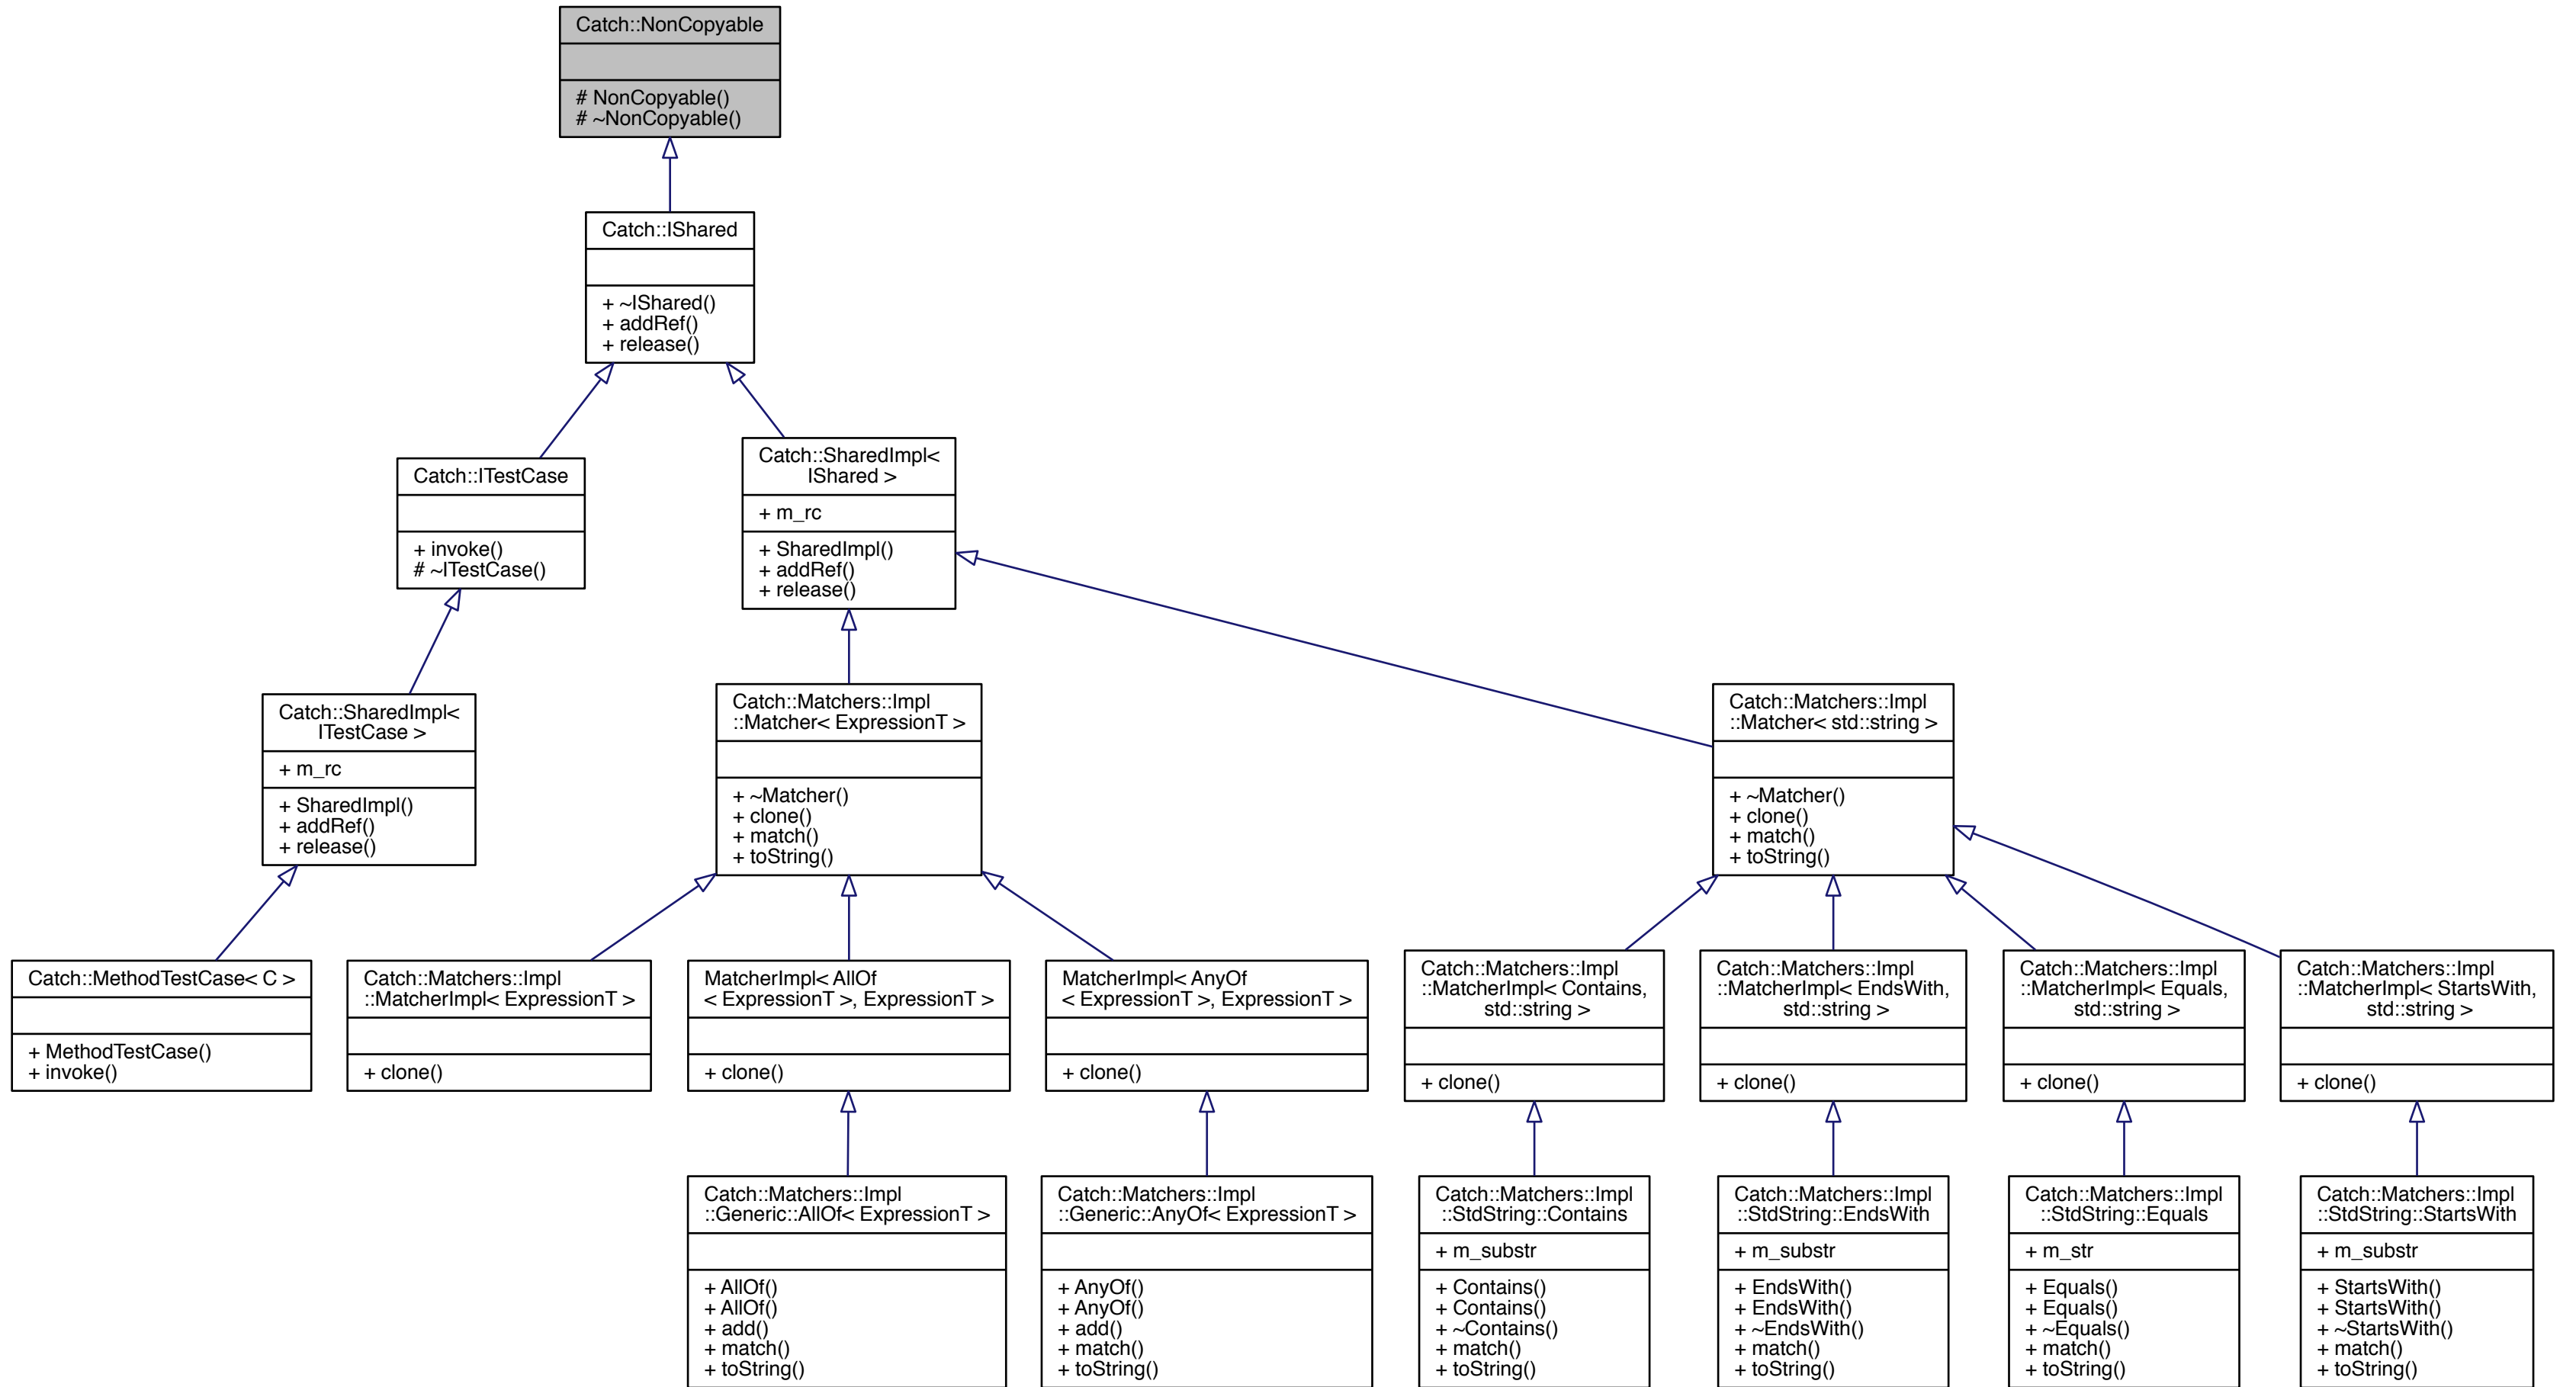 Catch::NonCopyable
# NonCopyable()
# ~NonCopyable()
Catch::IShared
+ ~IShared()
+ addRef()
+ release()
Catch::ITestCase
+ invoke()
# ~ITestCase()
Catch::SharedImpl<
IShared >
+ m_rc
+ SharedImpl()
+ addRef()
+ release()
Catch::SharedImpl<
ITestCase >
+ m_rc
+ SharedImpl()
+ addRef()
+ release()
Catch::Matchers::Impl
::Matcher< ExpressionT >
+ ~Matcher()
+ clone()
+ match()
+ toString()
Catch::Matchers::Impl
::Matcher< std::string >
+ ~Matcher()
+ clone()
+ match()
+ toString()
Catch::MethodTestCase< C >
+ MethodTestCase()
+ invoke()
Catch::Matchers::Impl
::MatcherImpl< ExpressionT >
+ clone()
MatcherImpl< AllOf
< ExpressionT >, ExpressionT >
+ clone()
MatcherImpl< AnyOf
< ExpressionT >, ExpressionT >
+ clone()
Catch::Matchers::Impl
::MatcherImpl< Contains,
std::string >
+ clone()
Catch::Matchers::Impl
::MatcherImpl< EndsWith,
std::string >
+ clone()
Catch::Matchers::Impl
::MatcherImpl< Equals,
std::string >
+ clone()
Catch::Matchers::Impl
::MatcherImpl< StartsWith,
std::string >
+ clone()
Catch::Matchers::Impl
::Generic::AllOf< ExpressionT >
+ AllOf()
+ AllOf()
+ add()
+ match()
+ toString()
Catch::Matchers::Impl
::Generic::AnyOf< ExpressionT >
+ AnyOf()
+ AnyOf()
+ add()
+ match()
+ toString()
Catch::Matchers::Impl
::StdString::Contains
+ m_substr
+ Contains()
+ Contains()
+ ~Contains()
+ match()
+ toString()
Catch::Matchers::Impl
::StdString::EndsWith
+ m_substr
+ EndsWith()
+ EndsWith()
+ ~EndsWith()
+ match()
+ toString()
Catch::Matchers::Impl
::StdString::Equals
+ m_str
+ Equals()
+ Equals()
+ ~Equals()
+ match()
+ toString()
Catch::Matchers::Impl
::StdString::StartsWith
+ m_substr
+ StartsWith()
+ StartsWith()
+ ~StartsWith()
+ match()
+ toString()